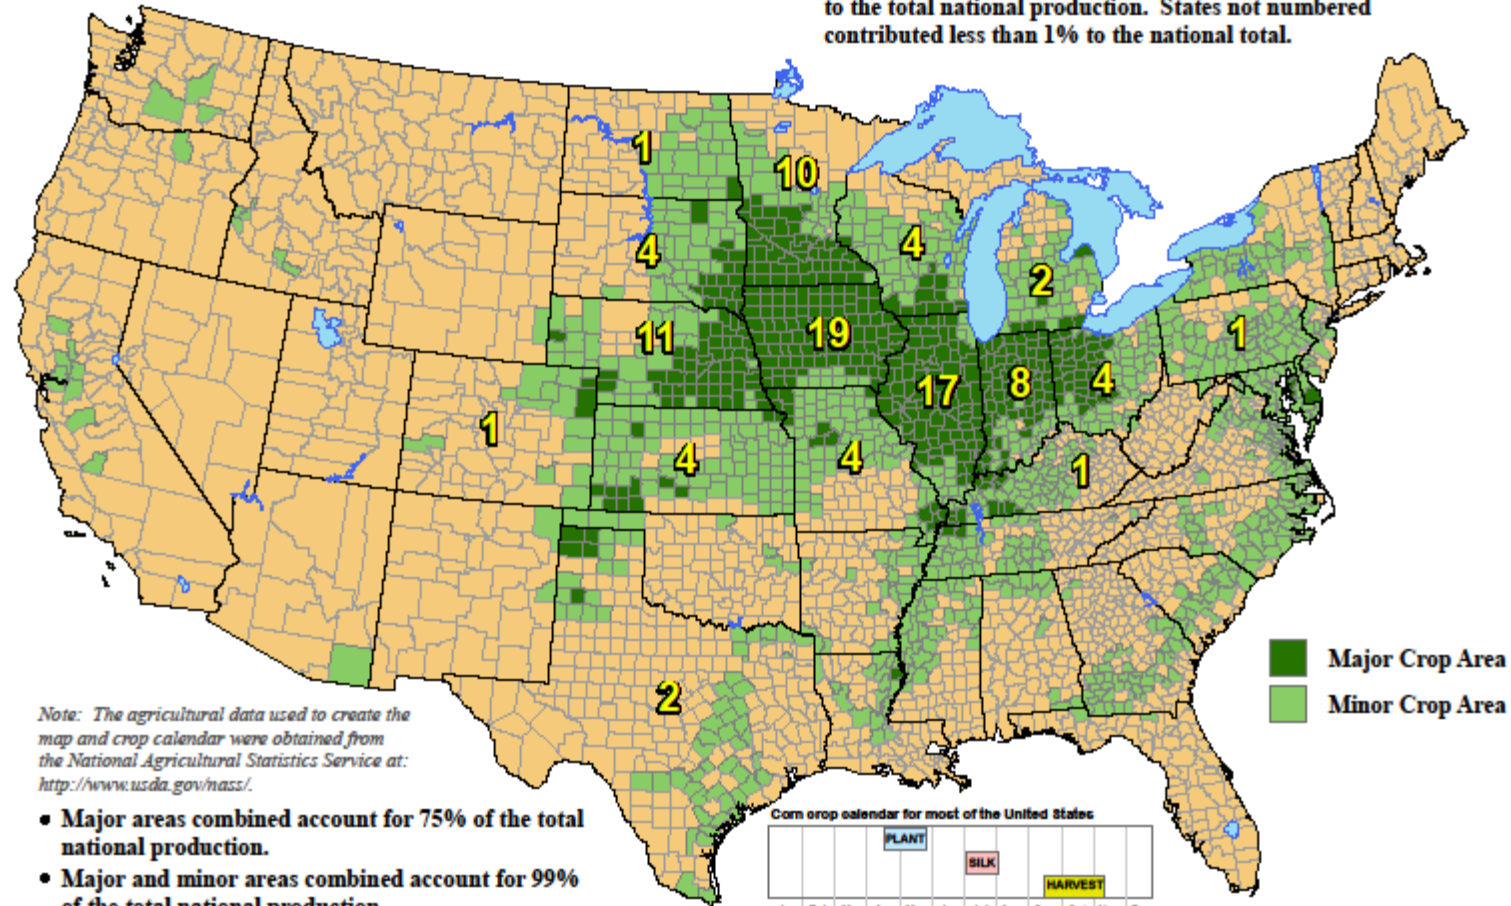 to the total national production. States not numbered
contributed less than 1% to the national total.
1
10
4
4
2
11
19
1
17
8
4
1
4
4
1
2
Major Crop Area
Minor Crop Area
Note: The agricultural data used to create the
map and crop calendar were obtained from
the National Agricultural Statistics Service at:
http://www.usda.gov/nass/.
• Major areas combined account for 75% of the total
national production.
• Major and minor areas combined account for 99%
of the total national production.
Corn crop calendar for most of the United States
PLANT
SILK
HARVEST